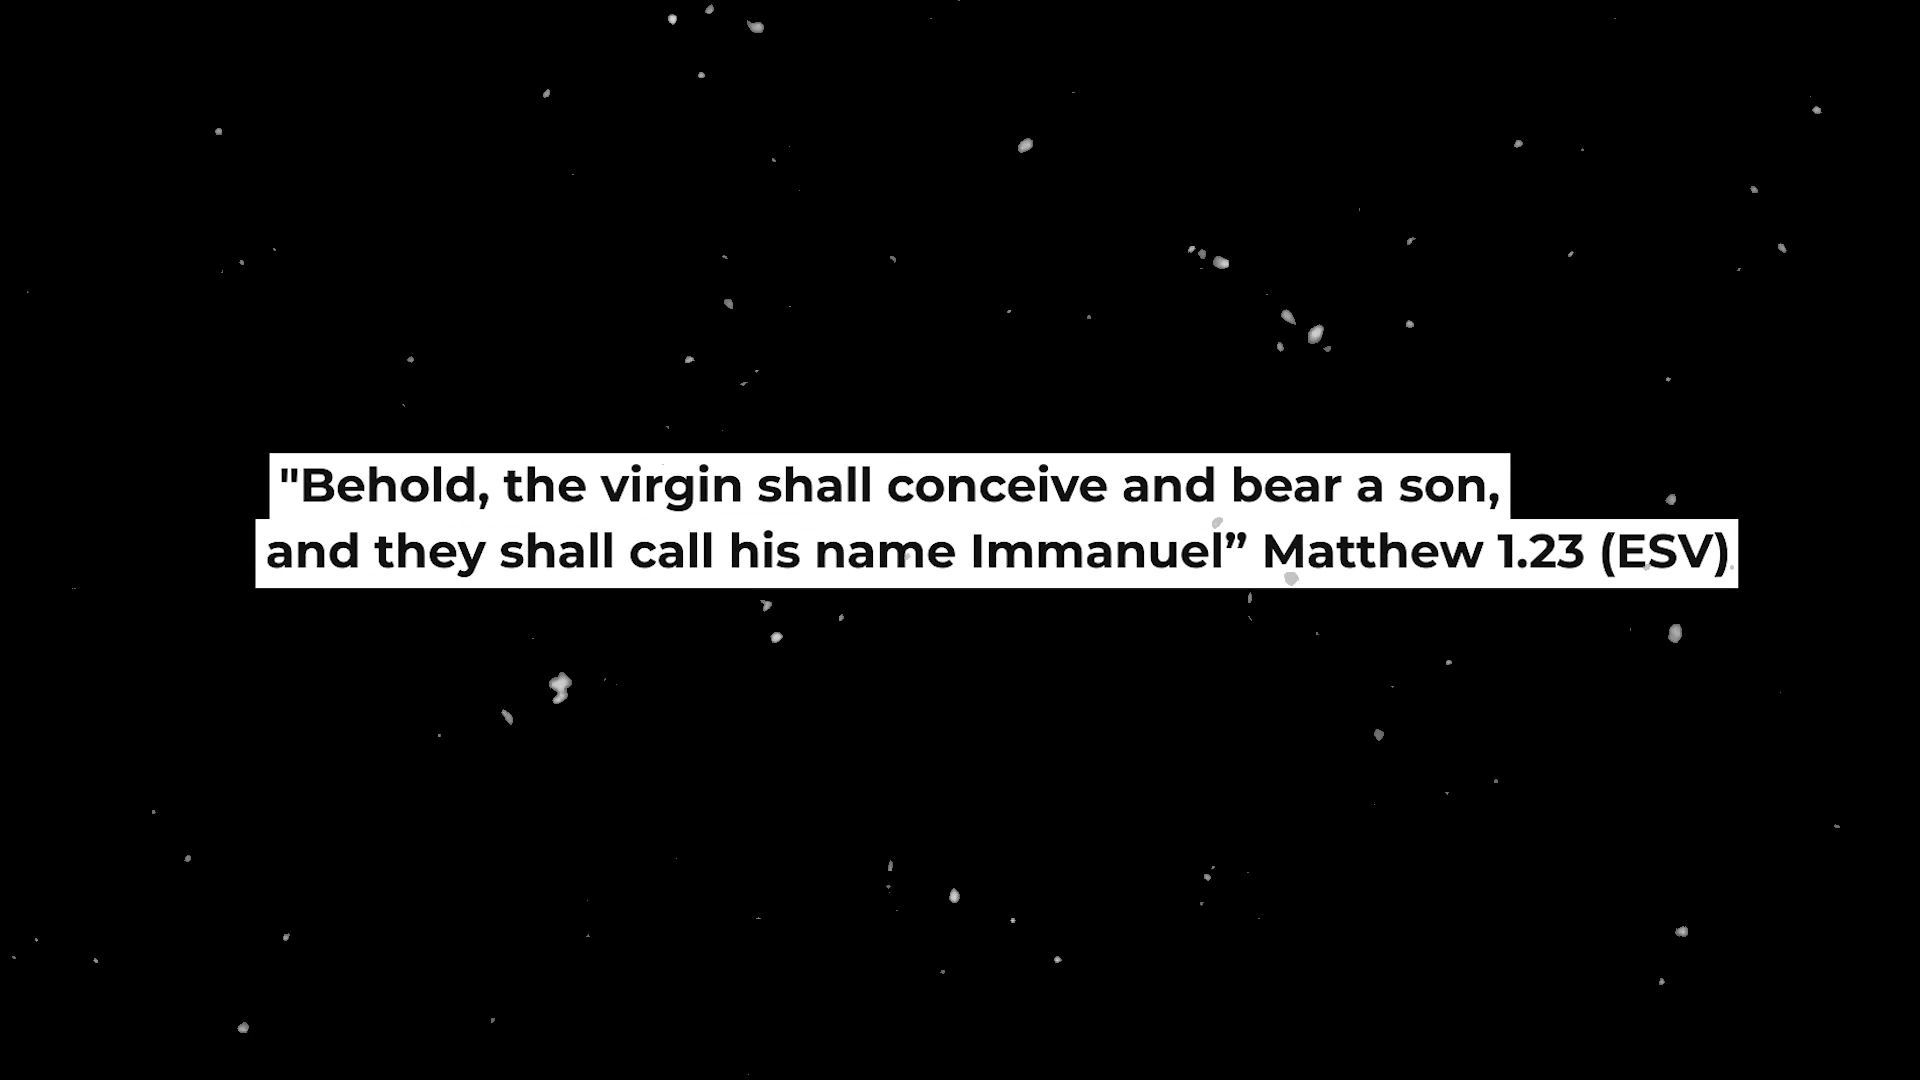 "Behold, the virgin shall conceive and bear a son,
and they shall call his name Immanuel” Matthew 1.23 (ESV)